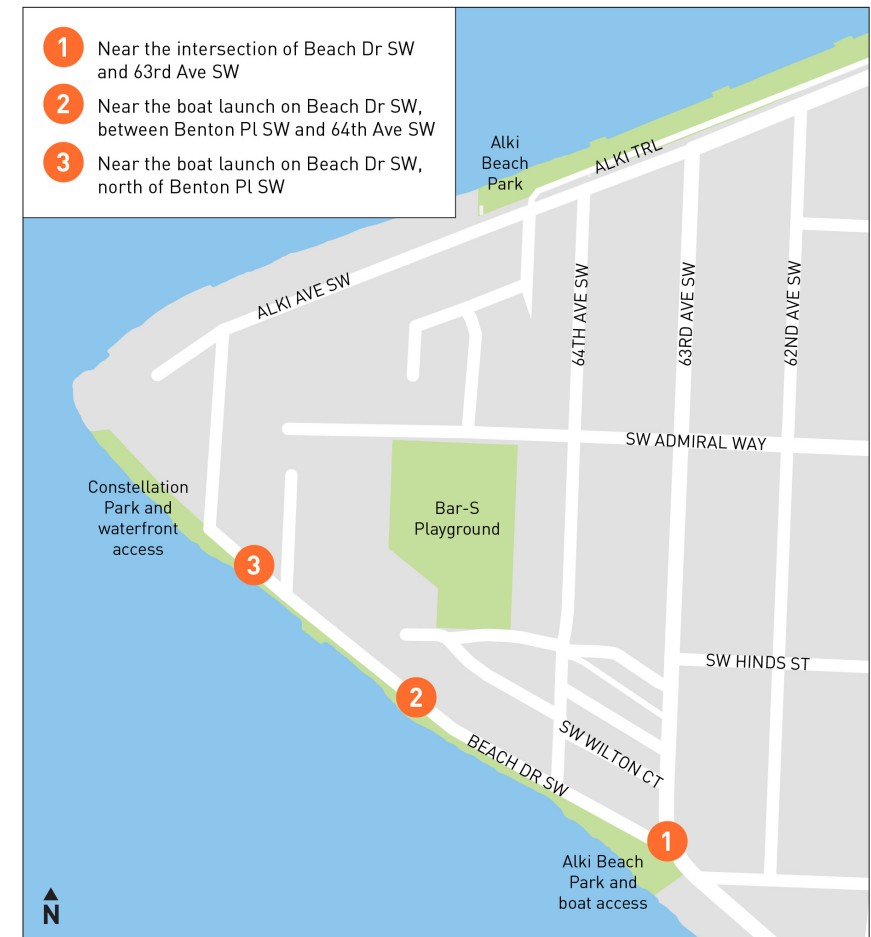 1 Near the intersection of Beach Dr SW
and 63rd Ave SW
2 Near the boat launch on Beach Dr SW,
between Benton Pl SW and 64th Ave SW
3 Near the boat launch on Beach Dr SW,
north of Benton Pl SW
Alki
Beach
Park
ALKI TRL
ALKI AVE SW
64TH AVE SW
63RD AVE SW
62ND AVE SW
SW ADMIRAL WAY
Constellation
Park and
waterfront
access
Bar-S
Playground
3
SW HINDS ST
2
SW WILTON CT
BEACH DR SW
1
Alki Beach
Park and
boat access
N